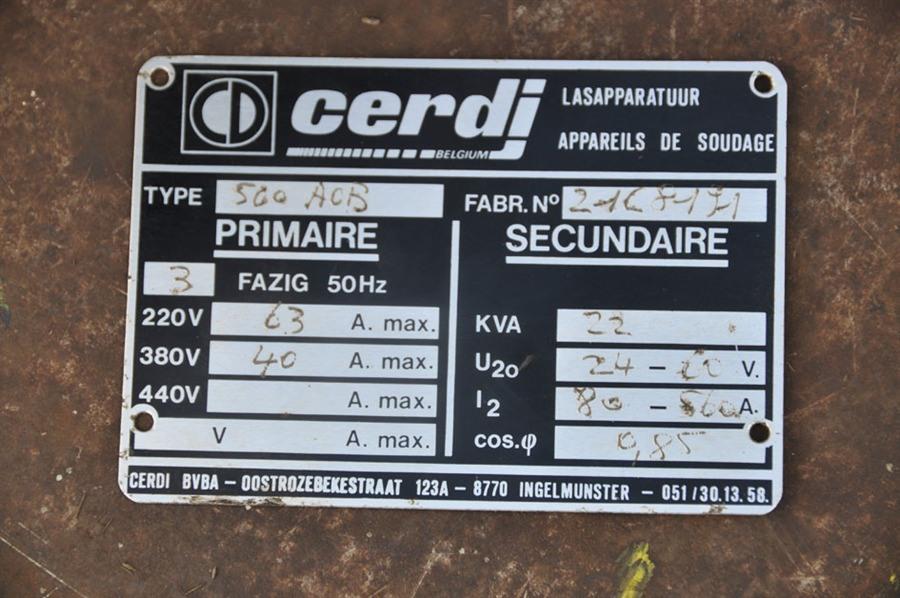 cerdi
BELGIUM
LASAPPARATUUR
APPAREILS DE SOUDAGE
TYPE 500 ACB
FABR. Nº
PRIMAIRE
3 FAZIG 50Hz
220V 63 A. max.
380V 40 A. max.
440V A. max.
V A. max.
SECUNDAIRE
KVA 22
U20 24 - V.
I2 80 - 560 A.
cos.φ 0,85
CERDI BVBA - OOSTROZEBEKESTRAAT 123A - 8770 INGELMUNSTER - 051/30.13.58.